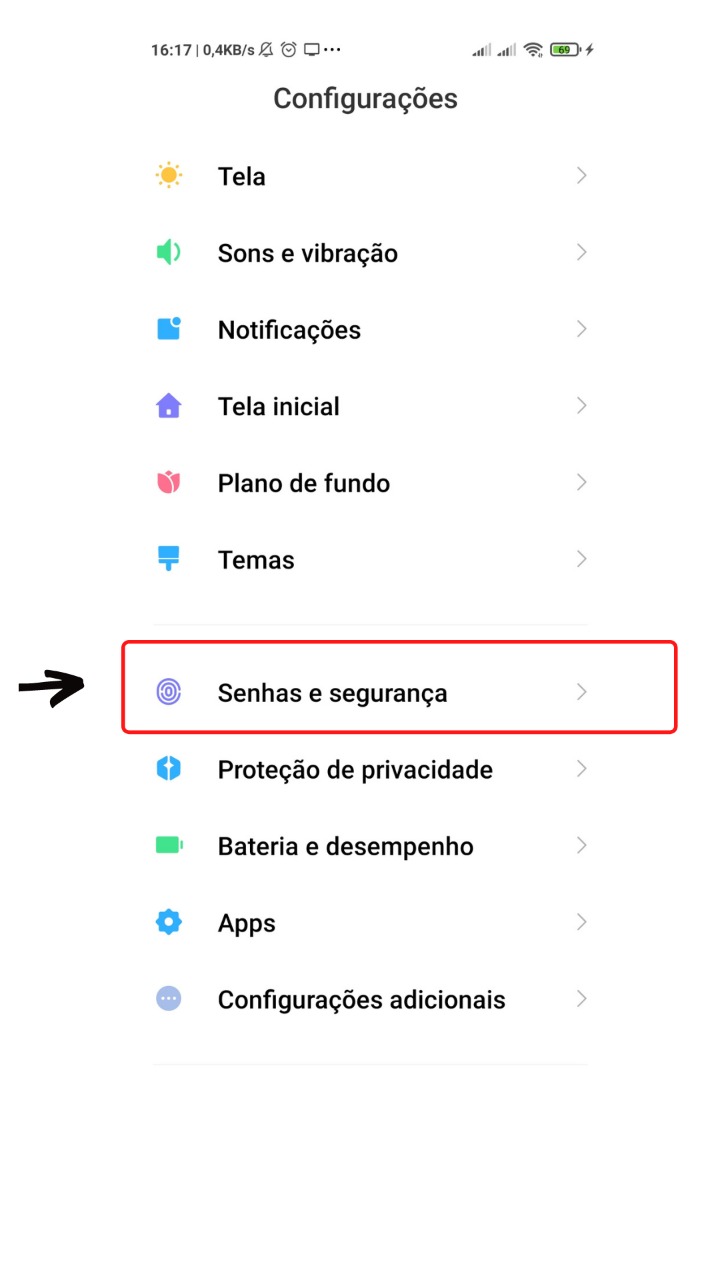 16:17 | 0,4KB/s
69
Configurações
Tela
Sons e vibração
Notificações
Tela inicial
Plano de fundo
Temas
Senhas e segurança
Proteção de privacidade
Bateria e desempenho
Apps
Configurações adicionais